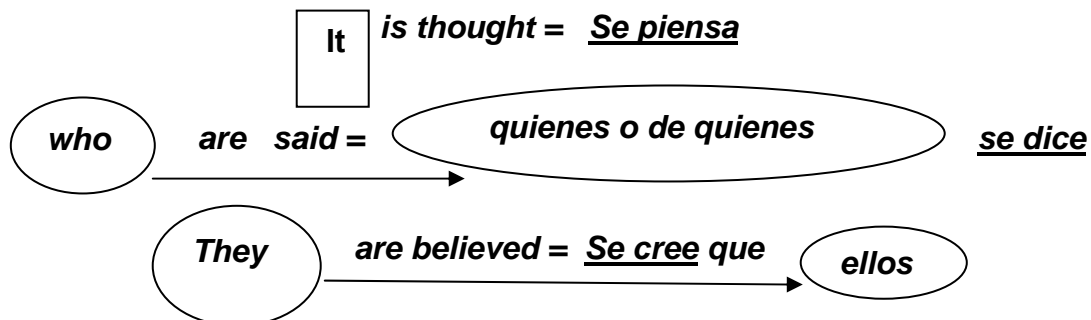 It is thought = Se piensa
who are said = quienes o de quienes se dice
They are believed = Se cree que ellos